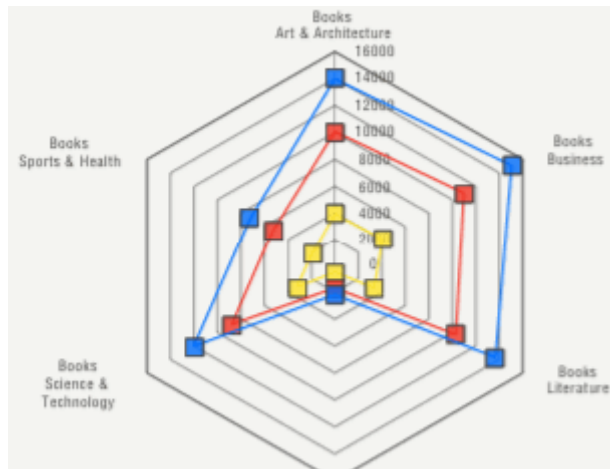 Books
Art & Architecture
16000
14000
12000
10000
8000
6000
4000
2000
0
Books
Sports & Health
Books
Business
Books
Science &
Technology
Books
Literature